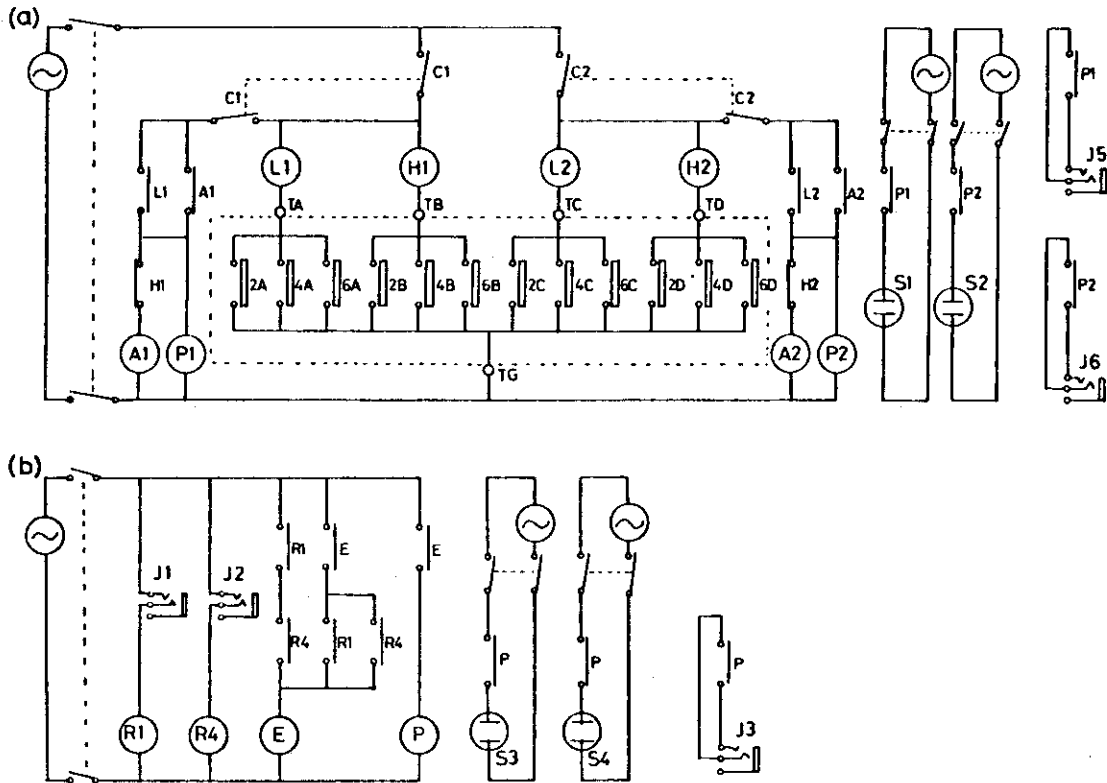 (a)
C1
C2
C1
C2
P1
J5
L1
A1
L1
H1
L2
H2
L2
A2
P1
P2
TA
TB
TC
TD
H1
2A
4A
6A
2B
4B
6B
2C
4C
6C
2D
4D
6D
H2
S1
S2
P2
A1
P1
TG
A2
P2
J6
(b)
R1
E
E
J1
J2
R4
R1
R4
P
P
P
J3
R1
R4
E
P
S3
S4